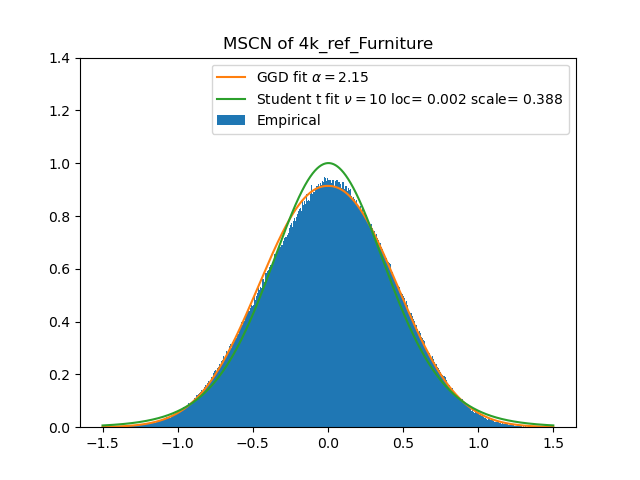 MSCN of 4k_ref_Furniture
GGD fit α = 2.15
Student t fit ν = 10 loc= 0.002 scale= 0.388
Empirical
1.4
1.2
1.0
0.8
0.6
0.4
0.2
0.0
−1.5 −1.0 −0.5 0.0 0.5 1.0 1.5